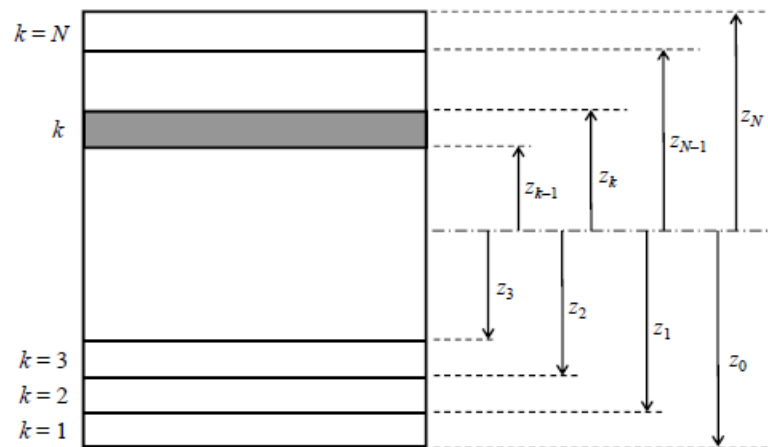 k = N
k
k = 3
k = 2
k = 1
z_N
z_{N-1}
z_k
z_{k-1}
z_3
z_2
z_1
z_0